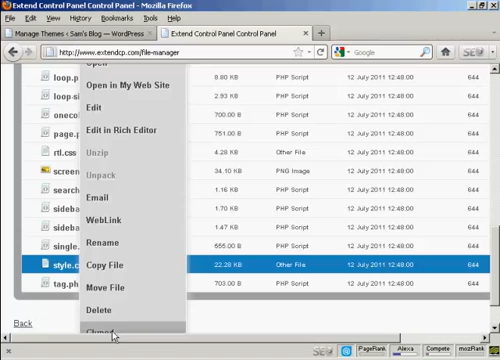 Extend Control Panel Control Panel - Mozilla Firefox
File Edit View History Bookmarks Tools Help
Manage Themes ‹ Sam's Blog — WordPress
Extend Control Panel Control Panel
http://www.extendcp.com/file-manager
Google
Open
Open in My Web Site
Edit
Edit in Rich Editor
Unzip
Unpack
Email
WebLink
Rename
Copy File
Move File
Delete
loop.p 8.80 KB PHP Script 12 July 2011 12:48:00 644
loop-si 2.93 KB PHP Script 12 July 2011 12:48:00 644
onecol 700.00 B PHP Script 12 July 2011 12:48:00 644
page.p 751.00 B PHP Script 12 July 2011 12:48:00 644
rtl.css 4.28 KB Other File 12 July 2011 12:48:00 644
screen 34.10 KB PNG Image 12 July 2011 12:48:00 644
search 1.16 KB PHP Script 12 July 2011 12:48:00 644
sideba 1.70 KB PHP Script 12 July 2011 12:48:00 644
sideba 1.47 KB PHP Script 12 July 2011 12:48:00 644
single. 555.00 B PHP Script 12 July 2011 12:48:00 644
style.c 22.28 KB Other File 12 July 2011 12:48:00 644
tag.ph 703.00 B PHP Script 12 July 2011 12:48:00 644
Back
SEO PageRank Alexa Compete mozRank